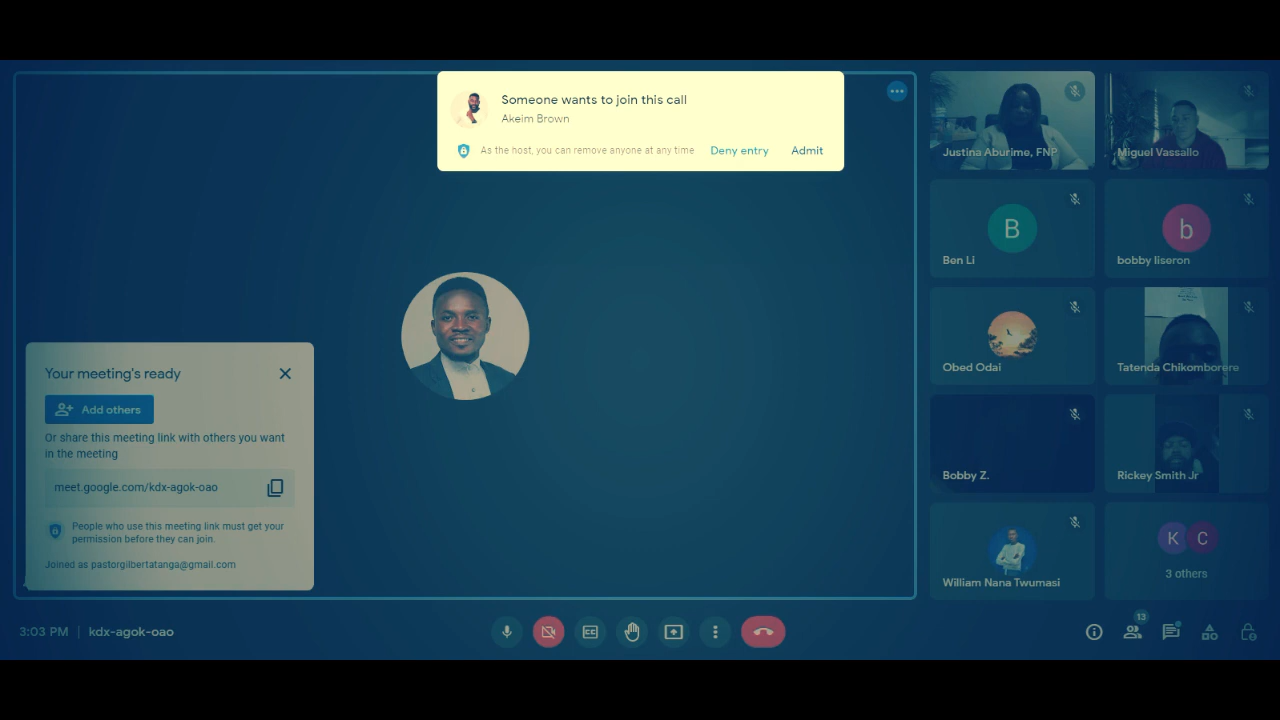 Someone wants to join this call
Akeim Brown
As the host, you can remove anyone at any time
Deny entry
Admit
Justina Aburime, FNP
Miguel Vassallo
B
Ben Li
b
bobby liseron
Obed Odai
Tatenda Chikomborere
Bobby Z.
Rickey Smith Jr
William Nana Twumasi
K C
3 others
Your meeting's ready
Add others
Or share this meeting link with others you want
in the meeting
meet.google.com/kdx-agok-oao
People who use this meeting link must get your
permission before they can join.
Joined as pastorgilbertatanga@gmail.com
3:03 PM | kdx-agok-oao
CC
13